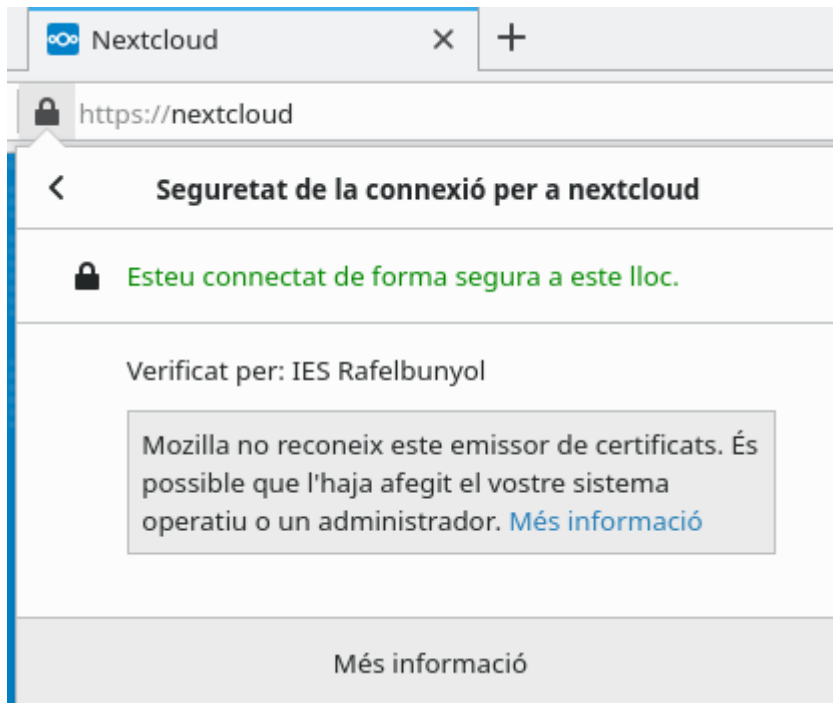 Nextcloud
https://nextcloud
Seguretat de la connexió per a nextcloud
Esteu connectat de forma segura a este lloc.
Verificat per: IES Rafelbunyol
Mozilla no reconeix este emissor de certificats. És
possible que l'haja afegit el vostre sistema
operatiu o un administrador. Més informació
Més informació